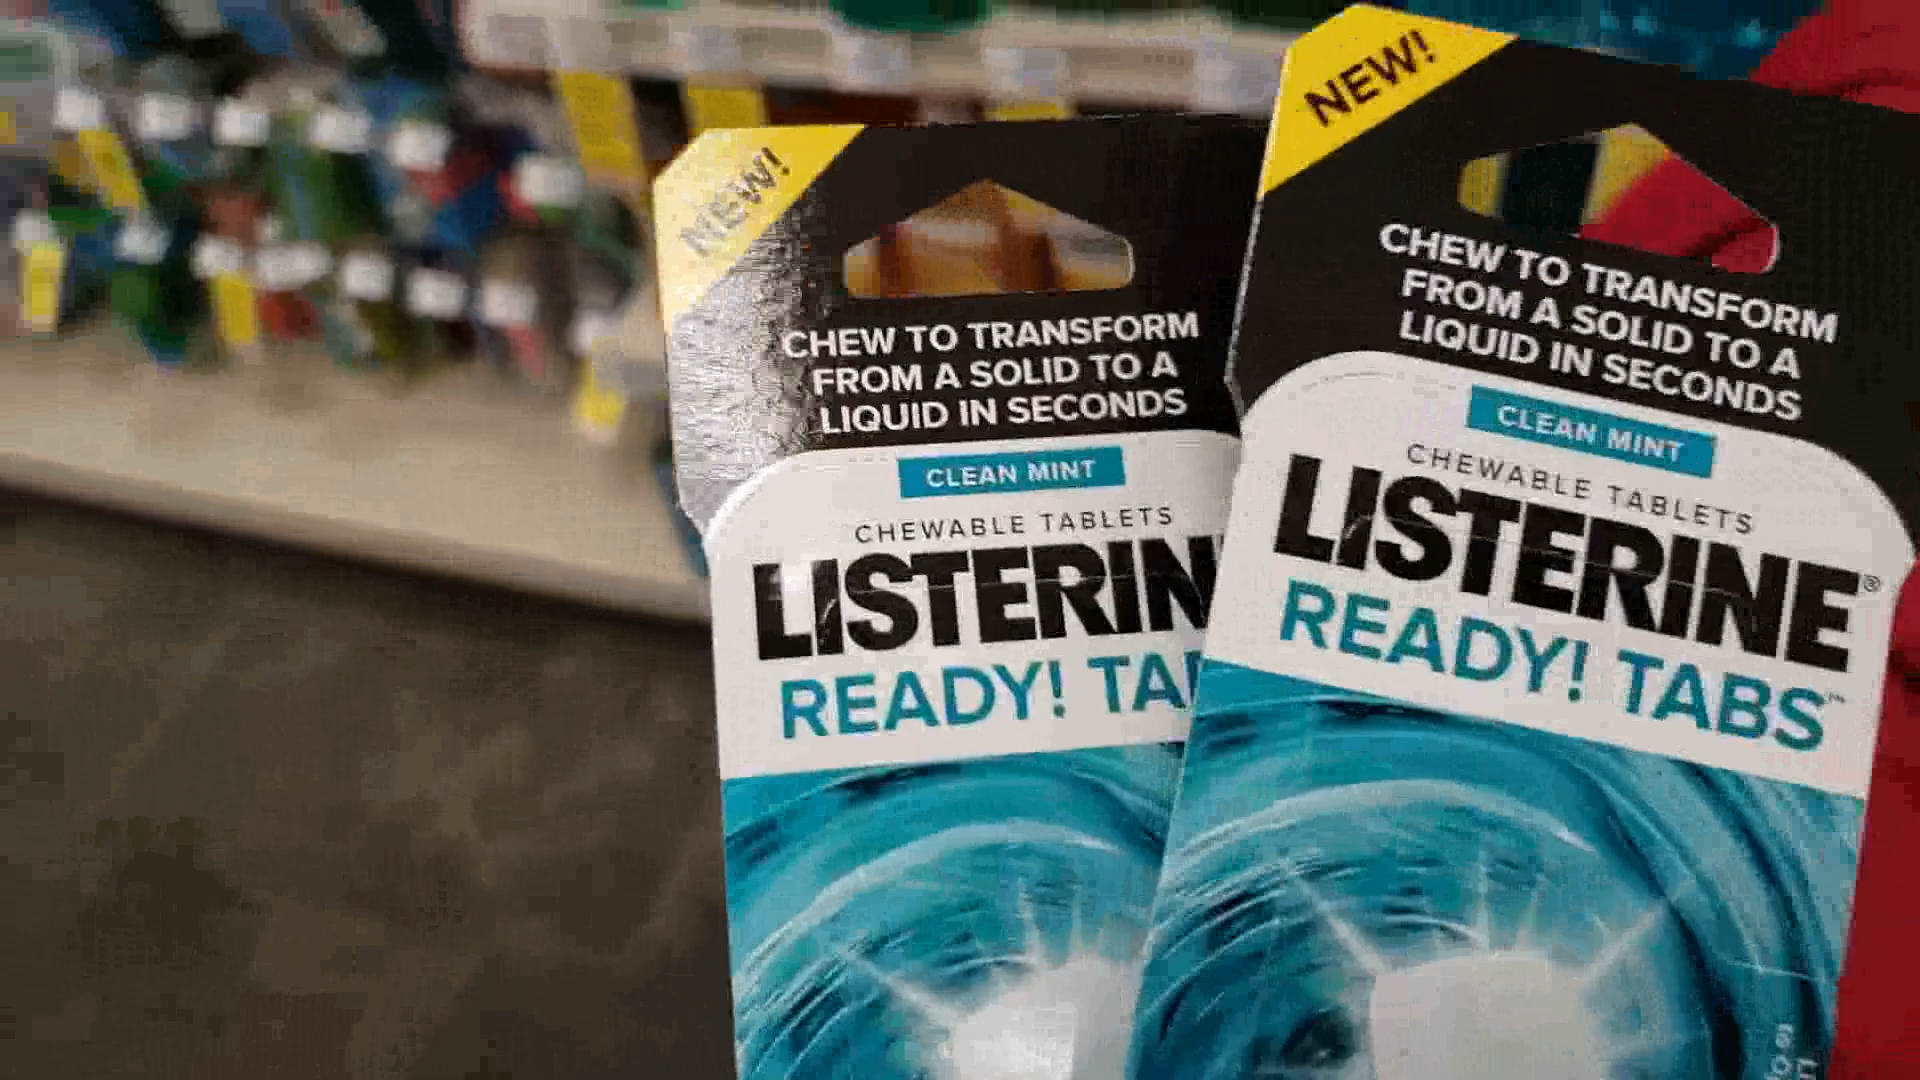 NEW!
CHEW TO TRANSFORM
FROM A SOLID TO A
LIQUID IN SECONDS
CLEAN MINT
CHEWABLE TABLETS
LISTERIN
READY! TA
NEW!
CHEW TO TRANSFORM
FROM A SOLID TO A
LIQUID IN SECONDS
CLEAN MINT
CHEWABLE TABLETS
LISTERINE®
READY! TABS™